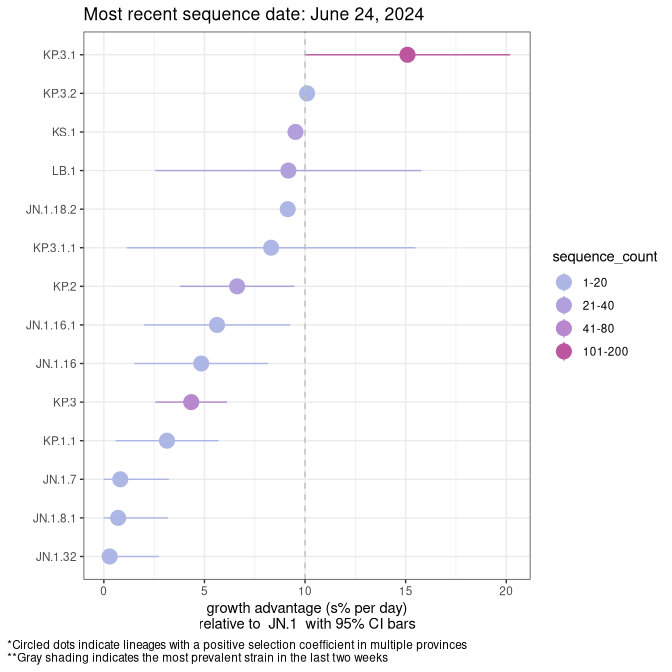 Most recent sequence date: June 24, 2024
KP.3.1
KP.3.2
KS.1
LB.1
JN.1.18.2
KP.3.1.1
KP.2
JN.1.16.1
JN.1.16
KP.3
KP.1.1
JN.1.7
JN.1.8.1
JN.1.32
0 5 10 15 20
growth advantage (s% per day)
relative to JN.1 with 95% CI bars
sequence_count
1-20
21-40
41-80
101-200
*Circled dots indicate lineages with a positive selection coefficient in multiple provinces
**Gray shading indicates the most prevalent strain in the last two weeks